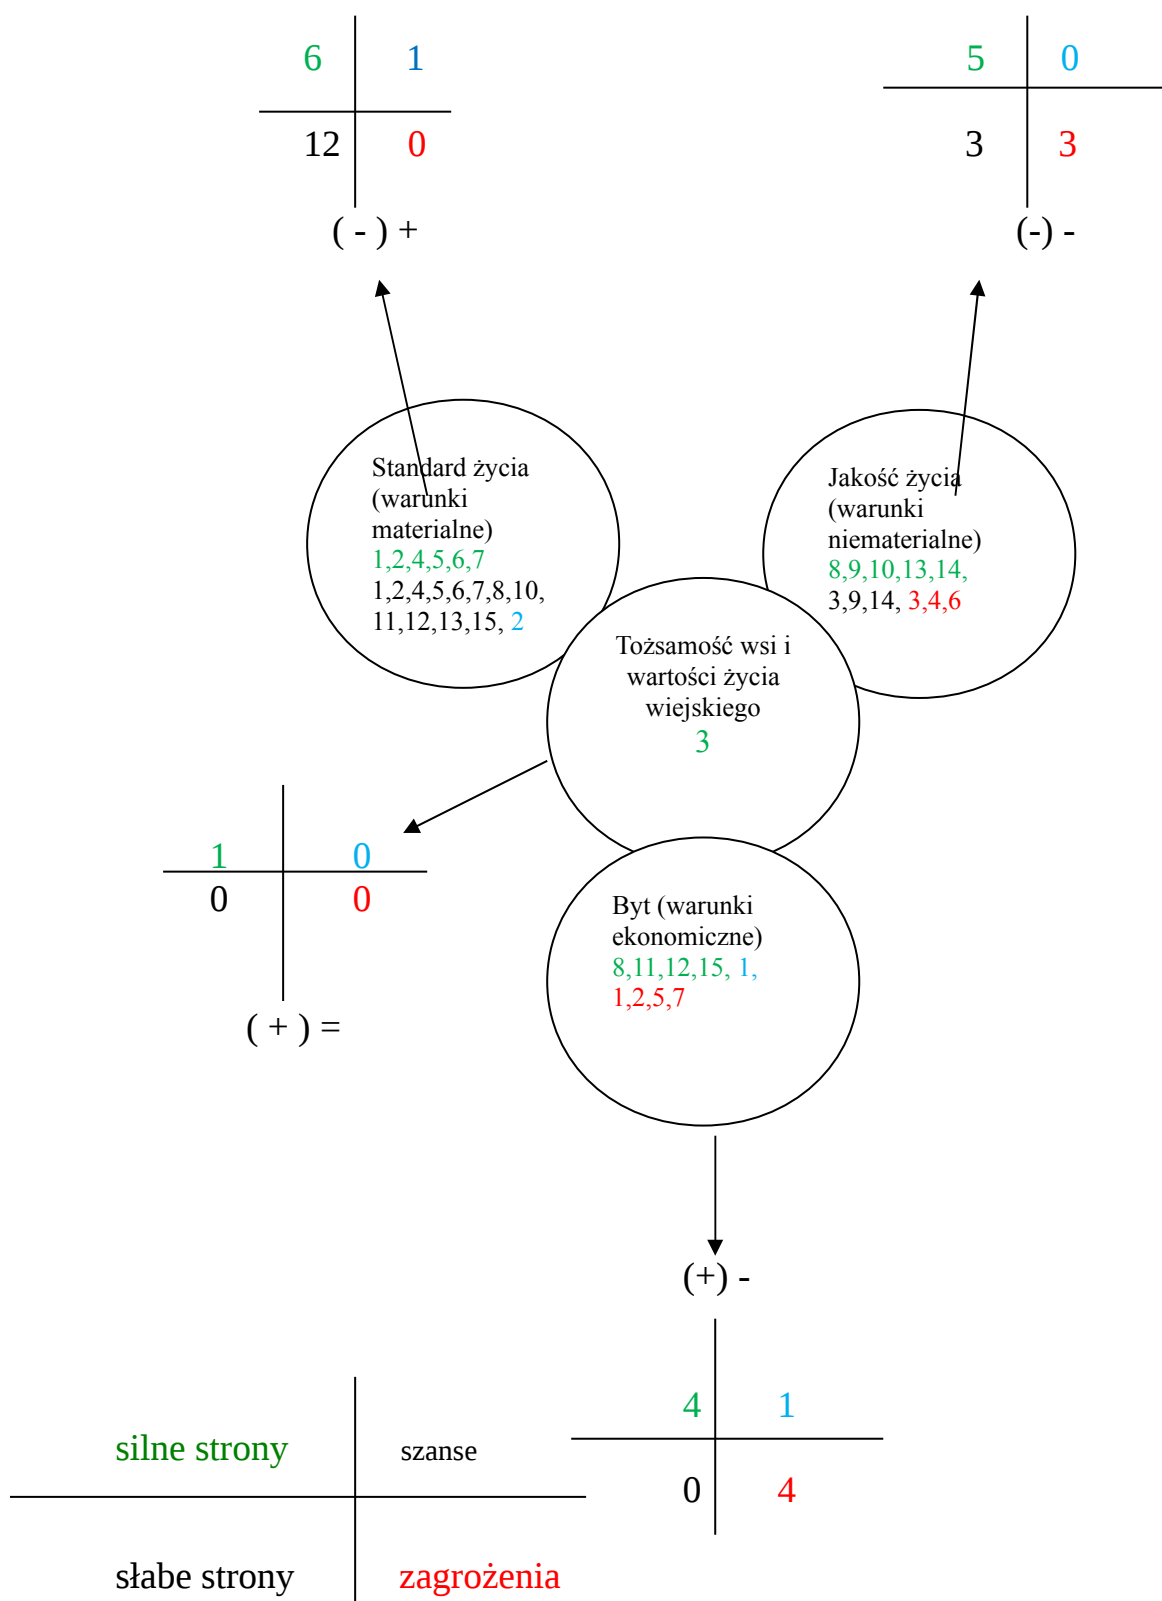 6 1
12 0
( - ) +
5 0
3 3
(-) -
Standard życia
(warunki
materialne)
1,2,4,5,6,7
1,2,4,5,6,7,8,10,
11,12,13,15, 2
Jakość życia
(warunki
niematerialne)
8,9,10,13,14,
3,9,14, 3,4,6
Tożsamość wsi i
wartości życia
wiejskiego
3
1 0
0 0
( + ) =
Byt (warunki
ekonomiczne)
8,11,12,15, 1,
1,2,5,7
(+) -
4 1
0 4
silne strony szanse
słabe strony zagrożenia